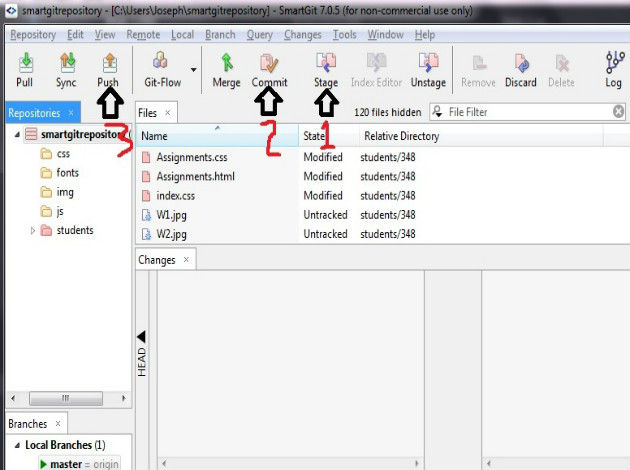 smartgitrepository - [C:\Users\Joseph\smartgitrepository] - SmartGit 7.0.5 (for non-commercial use only)
Repository Edit View Remote Local Branch Query Changes Tools Window Help
Pull Sync Push Git-Flow Merge Commit Stage Index Editor Unstage Remove Discard Delete Log
3 2 1
Repositories × Files × 120 files hidden File Filter
smartgitrepository (
Name State Relative Directory
css
fonts
img
js
students
Assignments.css Modified students/348
Assignments.html Modified students/348
index.css Modified students/348
W1.jpg Untracked students/348
W2.jpg Untracked students/348
Changes ×
HEAD
Branches ×
Local Branches (1)
master = origin